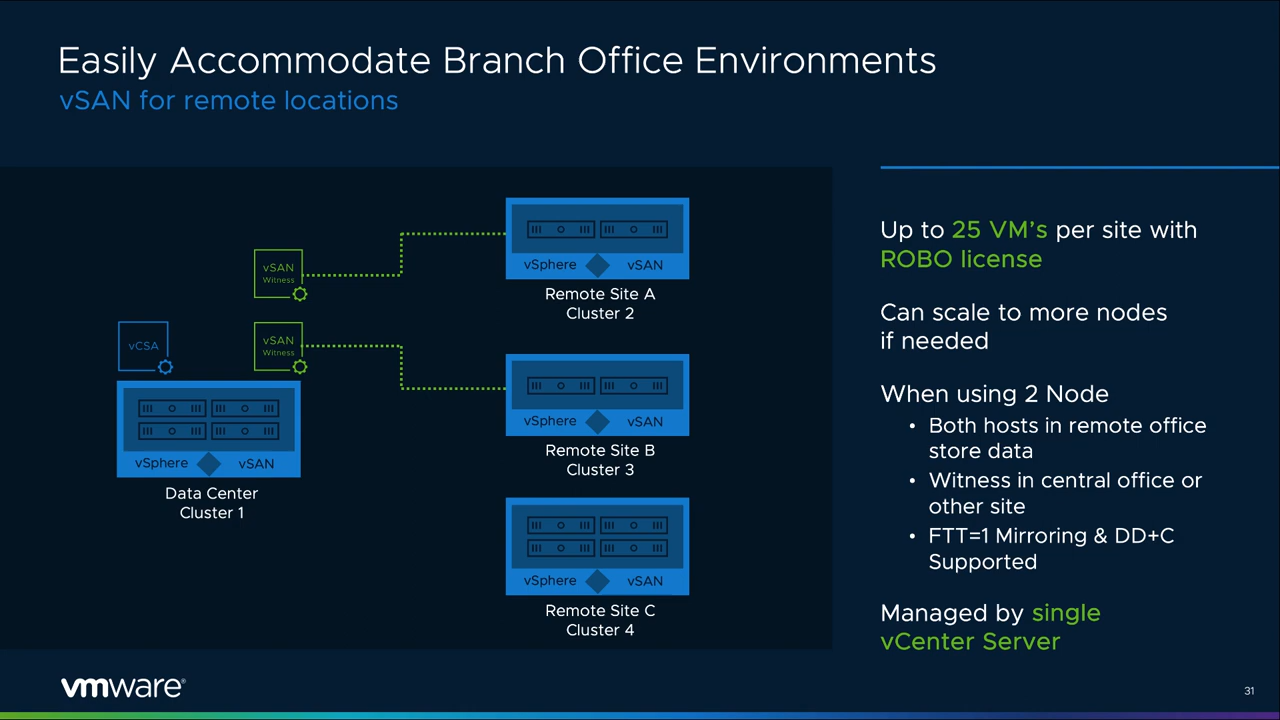 Easily Accommodate Branch Office Environments
vSAN for remote locations
vSAN
Witness
vSAN
Witness
vCSA
vSphere vSAN
Data Center
Cluster 1
vSphere vSAN
Remote Site A
Cluster 2
vSphere vSAN
Remote Site B
Cluster 3
vSphere vSAN
Remote Site C
Cluster 4
Up to 25 VM’s per site with
ROBO license
Can scale to more nodes
if needed
When using 2 Node
• Both hosts in remote office
store data
• Witness in central office or
other site
• FTT=1 Mirroring & DD+C
Supported
Managed by single
vCenter Server
vmware®
31